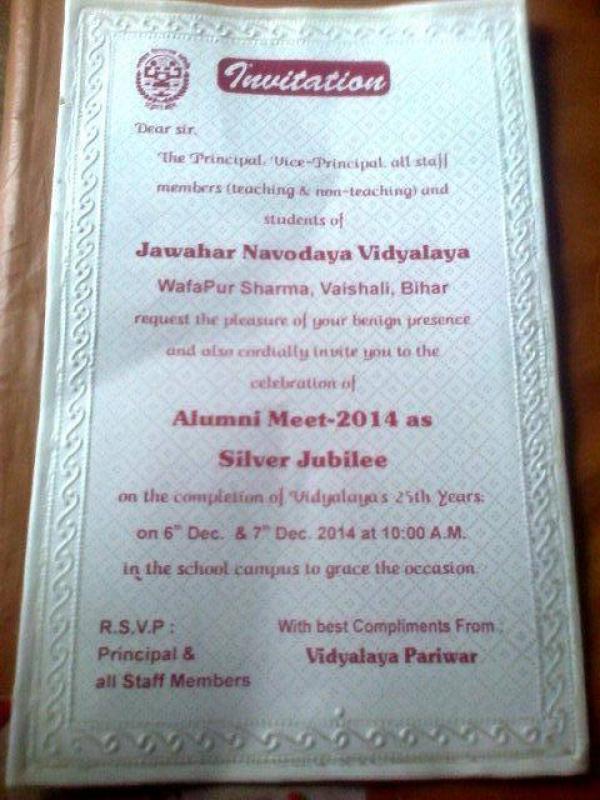 Invitation
Dear sir,
The Principal, Vice-Principal, all staff
members (teaching & non-teaching) and
students of
Jawahar Navodaya Vidyalaya
WafaPur Sharma, Vaishali, Bihar
request the pleasure of your benign presence
and also cordially invite you to the
celebration of
Alumni Meet-2014 as
Silver Jubilee
on the completion of Vidyalaya's 25th Years:
on 6th Dec. & 7th Dec. 2014 at 10:00 A.M.
in the school campus to grace the occasion.
R.S.V.P :
Principal &
all Staff Members
With best Compliments From :
Vidyalaya Pariwar